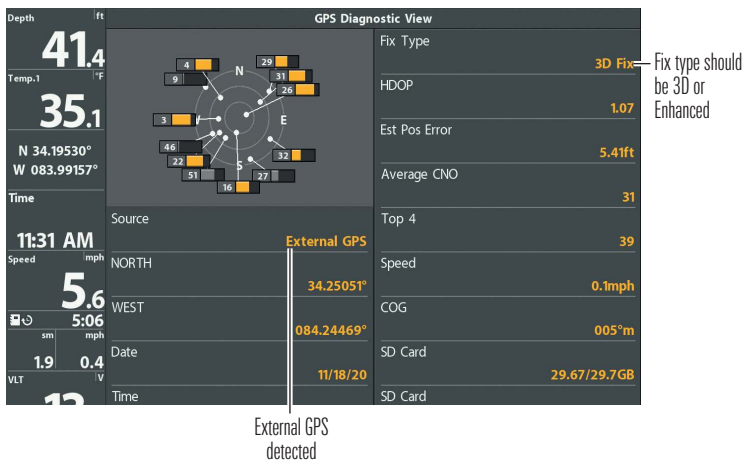 Depth ft
41.4
Temp.1 °F
35.1
N 34.19530°
W 083.99157°
Time
11:31 AM
Speed mph
5.6
5:06
sm mph
1.9 0.4
VLT V
GPS Diagnostic View
4
29
9
N
31
26
3
E
46
22
32
51
S
27
16
Source
External GPS
NORTH
34.25051°
WEST
084.24469°
Date
11/18/20
Time
Fix Type
3D Fix
HDOP
1.07
Est Pos Error
5.41ft
Average CNO
31
Top 4
39
Speed
0.1mph
COG
005°m
SD Card
29.67/29.7GB
SD Card
Fix type should
be 3D or
Enhanced
External GPS
detected